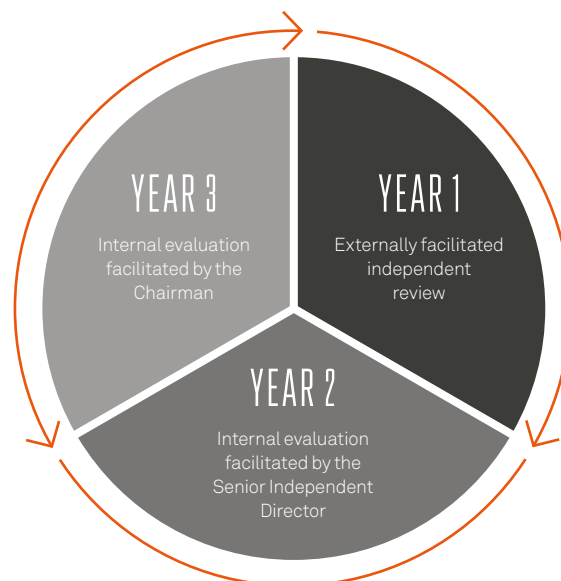 YEAR 3
Internal evaluation
facilitated by the
Chairman
YEAR 1
Externally facilitated
independent
review
YEAR 2
Internal evaluation
facilitated by the
Senior Independent
Director